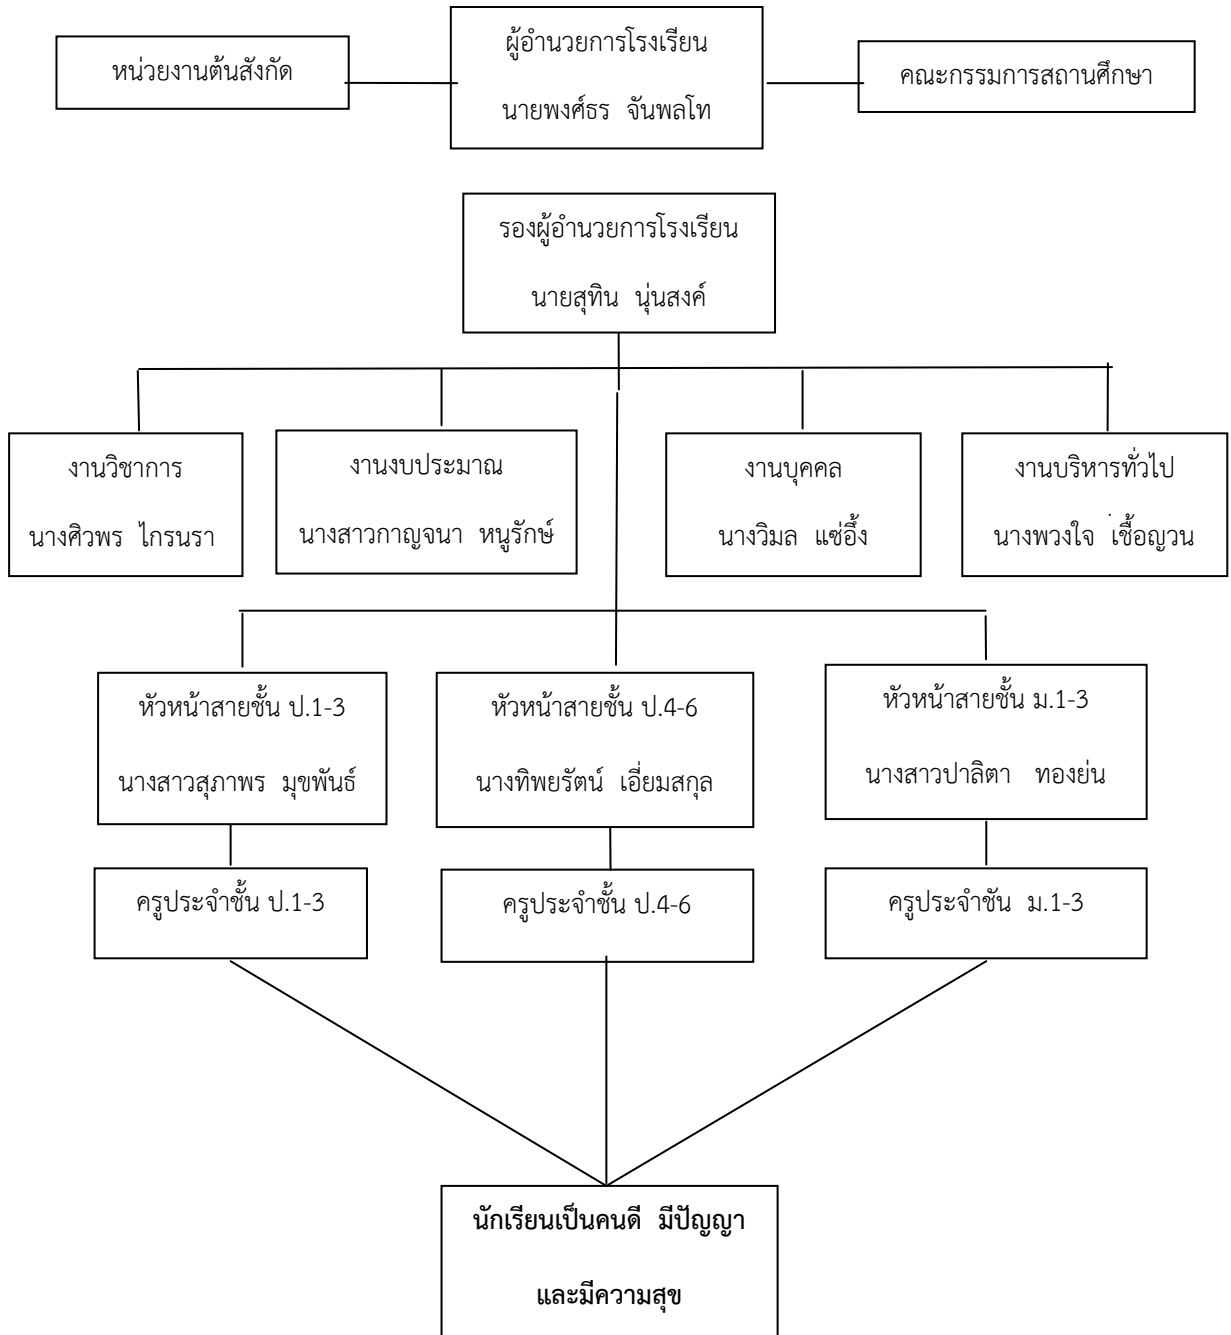 หน่วยงานต้นสังกัด
ผู้อำนวยการโรงเรียน
นายพงศ์ธร จันพลโท
คณะกรรมการสถานศึกษา
รองผู้อำนวยการโรงเรียน
นายสุทิน นุ่นสงค์
งานวิชาการ
นางศิวพร ไกรนรา
งานงบประมาณ
นางสาวกาญจนา หนูรักษ์
งานบุคคล
นางวิมล แซ่อึ้ง
งานบริหารทั่วไป
นางพวงใจ เชื้อญวน
หัวหน้าสายชั้น ป.1-3
นางสาวสุภาพร มุขพันธ์
หัวหน้าสายชั้น ป.4-6
นางทิพยรัตน์ เอี่ยมสกุล
หัวหน้าสายชั้น ม.1-3
นางสาวปาลิตา ทองย่น
ครูประจำชั้น ป.1-3
ครูประจำชั้น ป.4-6
ครูประจำชัน ม.1-3
นักเรียนเป็นคนดี มีปัญญา
และมีความสุข